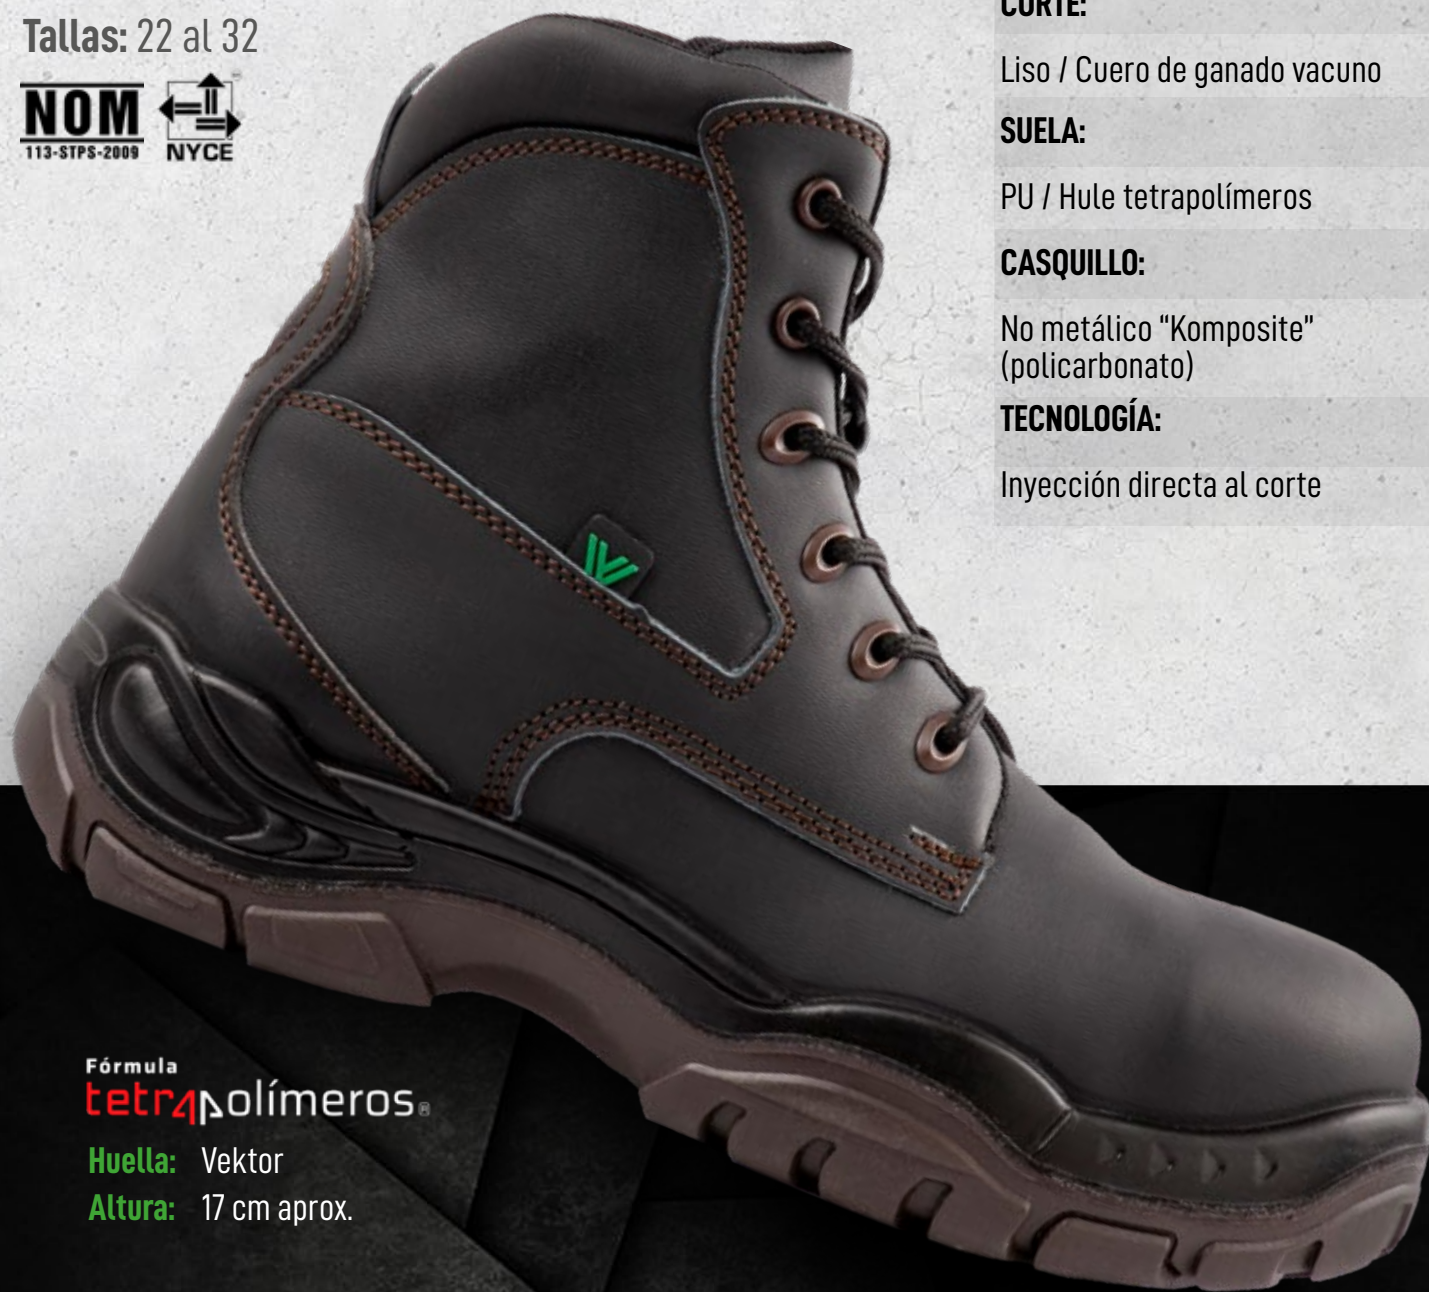 Tallas: 22 al 32
NOM
113-STPS-2009
NYCE
CORTE:
Liso / Cuero de ganado vacuno
SUELA:
PU / Hule tetrapolímeros
CASQUILLO:
No metálico “Komposite”
(policarbonato)
TECNOLOGÍA:
Inyección directa al corte
Fórmula
tetr4polímeros®
Huella: Vektor
Altura: 17 cm aprox.